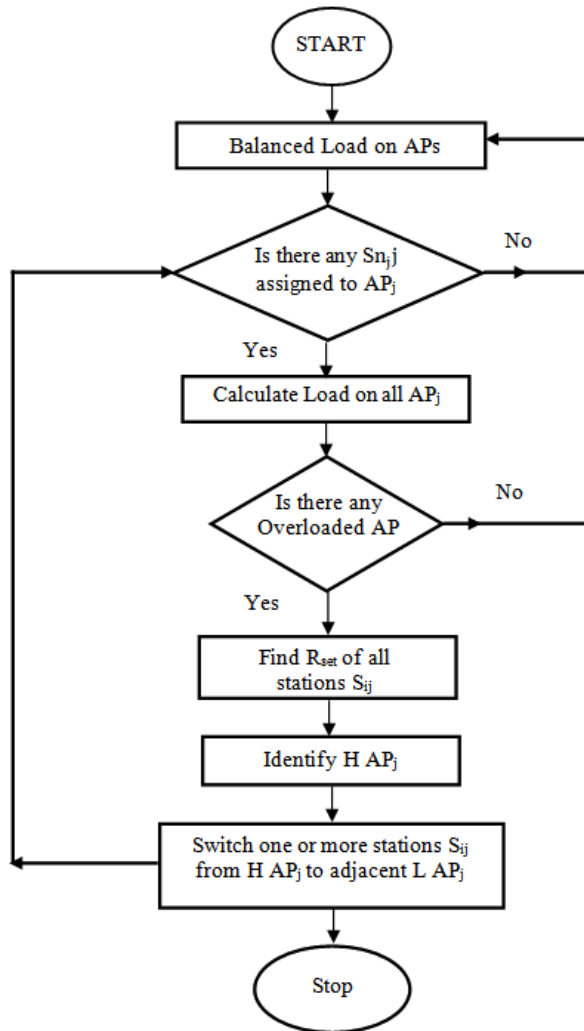 START
Balanced Load on APs
Is there any Snjj
No
assigned to APj
Yes
Calculate Load on all APj
Is there any
No
Overloaded AP
Yes
Find Rset of all
stations Sij
Identify H APj
Switch one or more stations Sij
from H APj to adjacent L APj
Stop